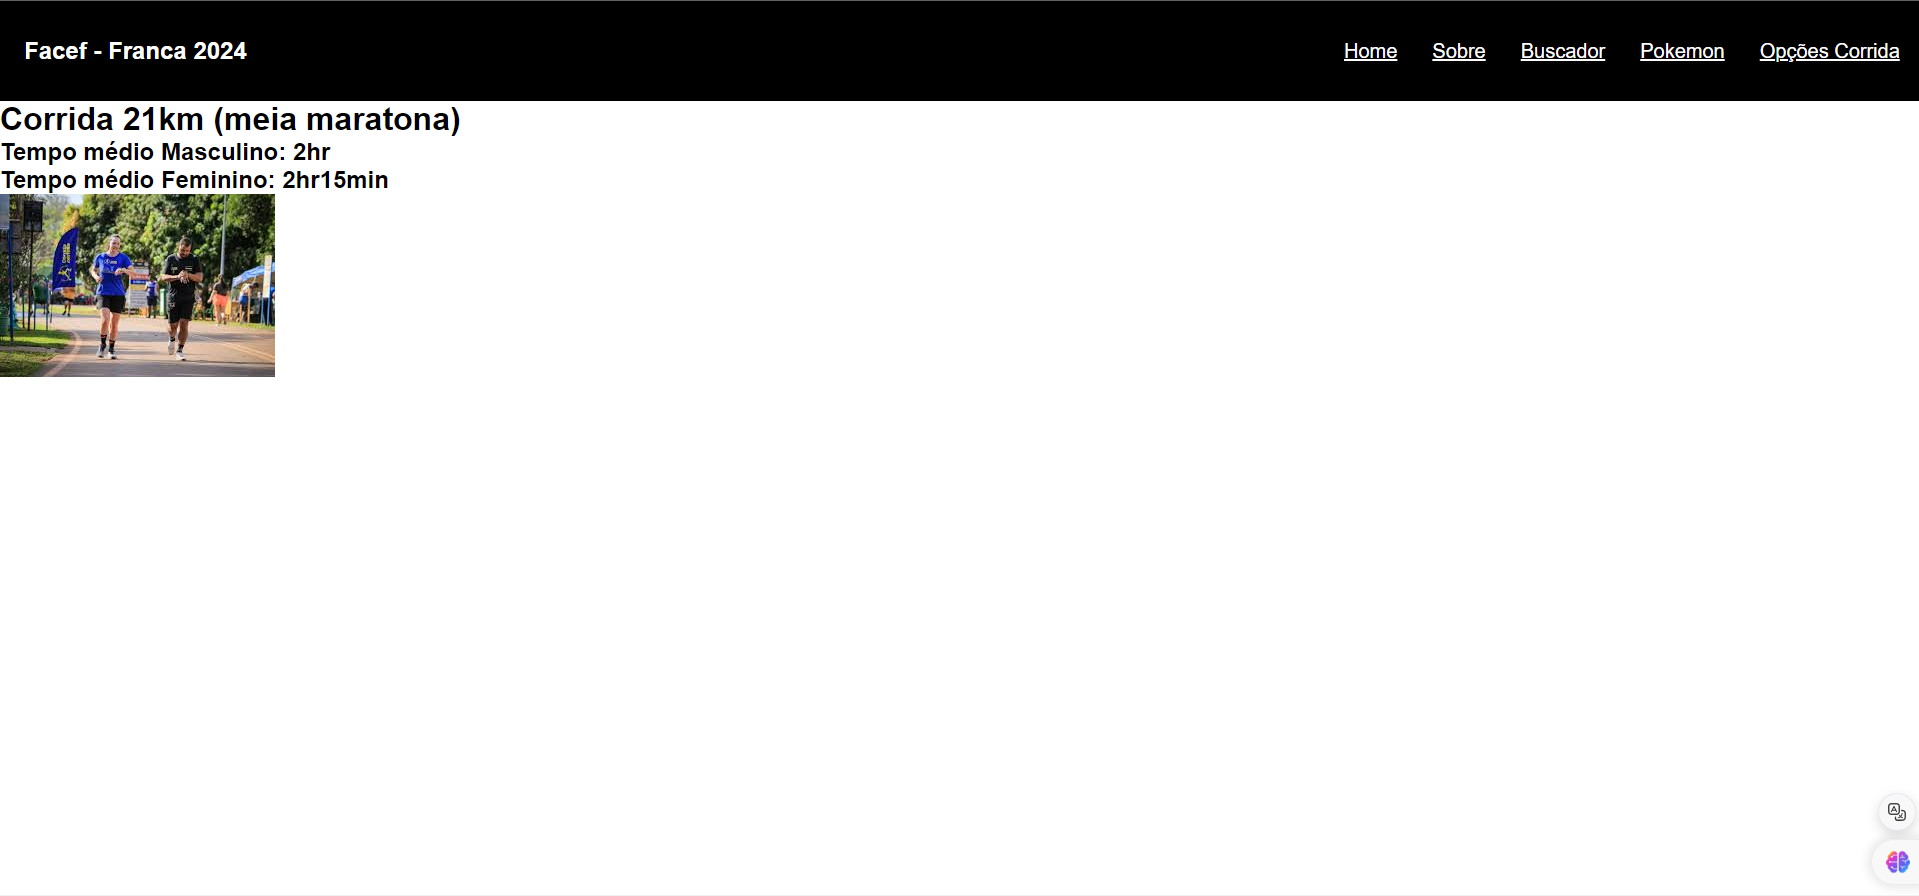 Facef - Franca 2024
Home Sobre Buscador Pokemon Opções Corrida
Corrida 21km (meia maratona)
Tempo médio Masculino: 2hr
Tempo médio Feminino: 2hr15min